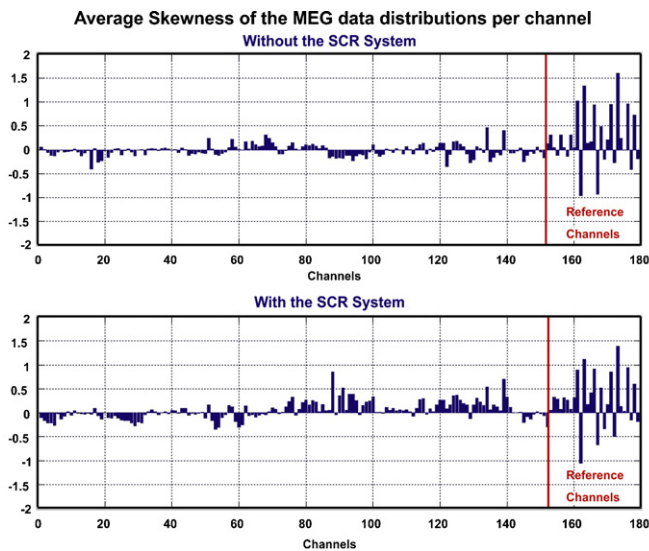 Average Skewness of the MEG data distributions per channel
Without the SCR System
2
1.5
1
0.5
0
-0.5
-1
-1.5
-2
Reference
Channels
0 20 40 60 80 100 120 140 160 180
Channels
With the SCR System
2
1.5
1
0.5
0
-0.5
-1
-1.5
-2
Reference
Channels
0 20 40 60 80 100 120 140 160 180
Channels